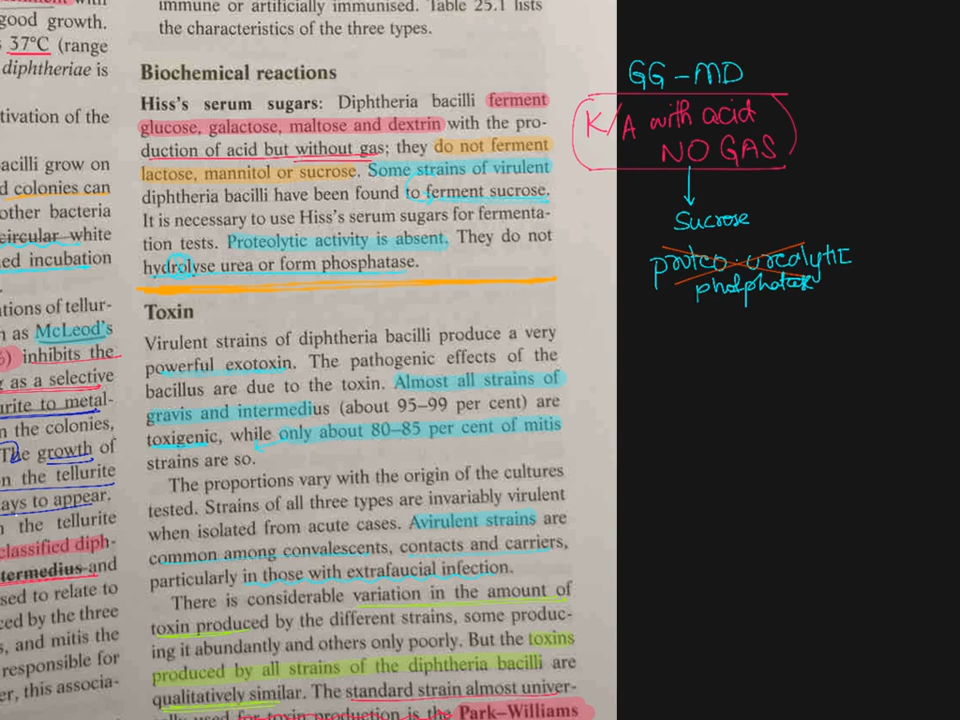 good growth.
37°C (range
diphtheriae is
tivation of the
acilli grow on
d colonies can
other bacteria
circular white
ed incubation
tions of tellur-
n as McLeod's
inhibits the
as a selective
urite to metal-
n the colonies,
The growth of
n the tellurite
ays to appear.
n the tellurite
classified diph-
termedius and
sed to relate to
ced by the three
s, and mitis the
responsible for
er, this associa-
immune or artificially immunised. Table 25.1 lists
the characteristics of the three types.
Biochemical reactions
Hiss's serum sugars: Diphtheria bacilli ferment
glucose, galactose, maltose and dextrin with the pro-
duction of acid but without gas; they do not ferment
lactose, mannitol or sucrose. Some strains of virulent
diphtheria bacilli have been found to ferment sucrose.
It is necessary to use Hiss's serum sugars for fermenta-
tion tests. Proteolytic activity is absent. They do not
hydrolyse urea or form phosphatase.
Toxin
Virulent strains of diphtheria bacilli produce a very
powerful exotoxin. The pathogenic effects of the
bacillus are due to the toxin. Almost all strains of
gravis and intermedius (about 95–99 per cent) are
toxigenic, while only about 80–85 per cent of mitis
strains are so.
The proportions vary with the origin of the cultures
tested. Strains of all three types are invariably virulent
when isolated from acute cases. Avirulent strains are
common among convalescents, contacts and carriers,
particularly in those with extrafaucial infection.
There is considerable variation in the amount of
toxin produced by the different strains, some produc-
ing it abundantly and others only poorly. But the toxins
produced by all strains of the diphtheria bacilli are
qualitatively similar. The standard strain almost univer-
used for toxin production is the Park-Williams
GG-MD
K/A with acid
NO GAS
Sucrose